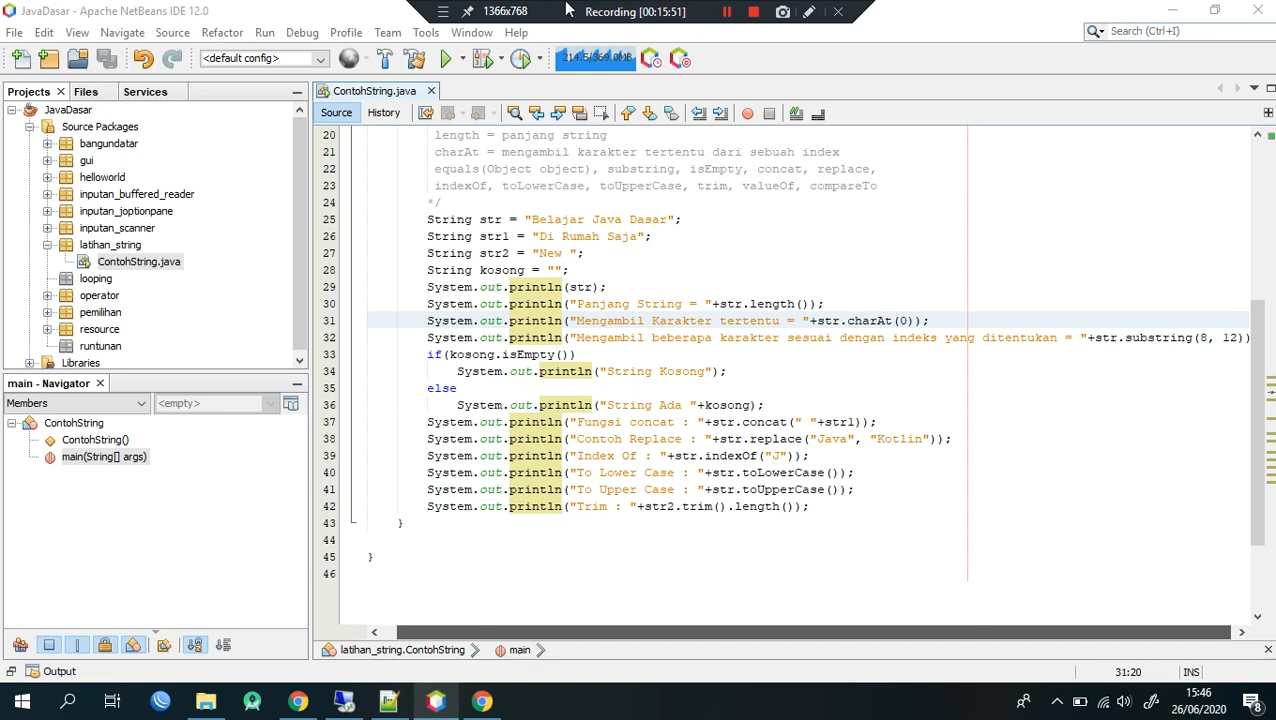 JavaDasar - Apache NetBeans IDE 12.0
1366x768
Recording [00:15:51]
File Edit View Navigate Source Refactor Run Debug Profile Team Tools Window Help
Search (Ctrl+I)
<default config>
214.5/369.0MB
Projects
Files
Services
JavaDasar
Source Packages
bangundatar
gui
helloworld
inputan_buffered_reader
inputan_joptionpane
inputan_scanner
latihan_string
ContohString.java
looping
operator
pemilihan
resource
runtunan
Libraries
main - Navigator
Members
<empty>
ContohString
ContohString()
main(String[] args)
ContohString.java
Source
History
20 length = panjang string
21 charAt = mengambil karakter tertentu dari sebuah index
22 equals(Object object), substring, isEmpty, concat, replace,
23 indexOf, toLowerCase, toUpperCase, trim, valueOf, compareTo
24 */
25 String str = "Belajar Java Dasar";
26 String str1 = "Di Rumah Saja";
27 String str2 = "New ";
28 String kosong = "";
29 System.out.println(str);
30 System.out.println("Panjang String = "+str.length());
31 System.out.println("Mengambil Karakter tertentu = "+str.charAt(0));
32 System.out.println("Mengambil beberapa karakter sesuai dengan indeks yang ditentukan = "+str.substring(8, 12))
33 if(kosong.isEmpty())
34 System.out.println("String Kosong");
35 else
36 System.out.println("String Ada "+kosong);
37 System.out.println("Fungsi concat : "+str.concat(" "+str1));
38 System.out.println("Contoh Replace : "+str.replace("Java", "Kotlin"));
39 System.out.println("Index Of : "+str.indexOf("J"));
40 System.out.println("To Lower Case : "+str.toLowerCase());
41 System.out.println("To Upper Case : "+str.toUpperCase());
42 System.out.println("Trim : "+str2.trim().length());
43 }
44
45 }
46
latihan_string.ContohString
main
Output
31:20
INS
15:46
26/06/2020
8